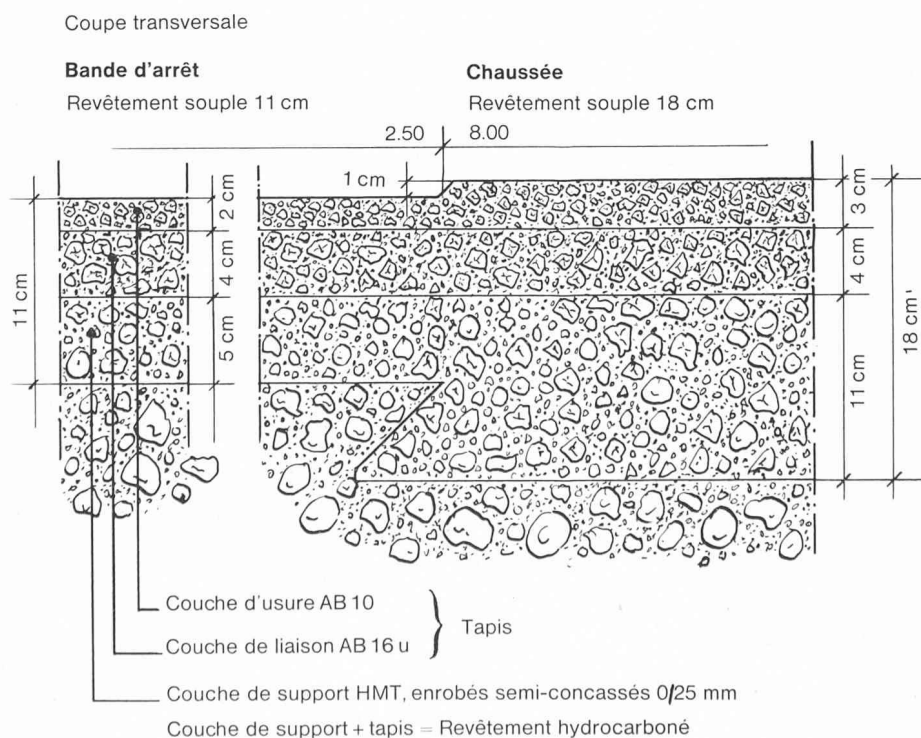 Coupe transversale
Bande d'arrêt
Revêtement souple 11 cm
Chaussée
Revêtement souple 18 cm
2.50
8.00
1 cm
2 cm
4 cm
5 cm
11 cm
3 cm
4 cm
11 cm
18 cm
Couche d'usure AB 10
Couche de liaison AB 16 u
Tapis
Couche de support HMT, enrobés semi-concassés 0/25 mm
Couche de support + tapis = Revêtement hydrocarboné